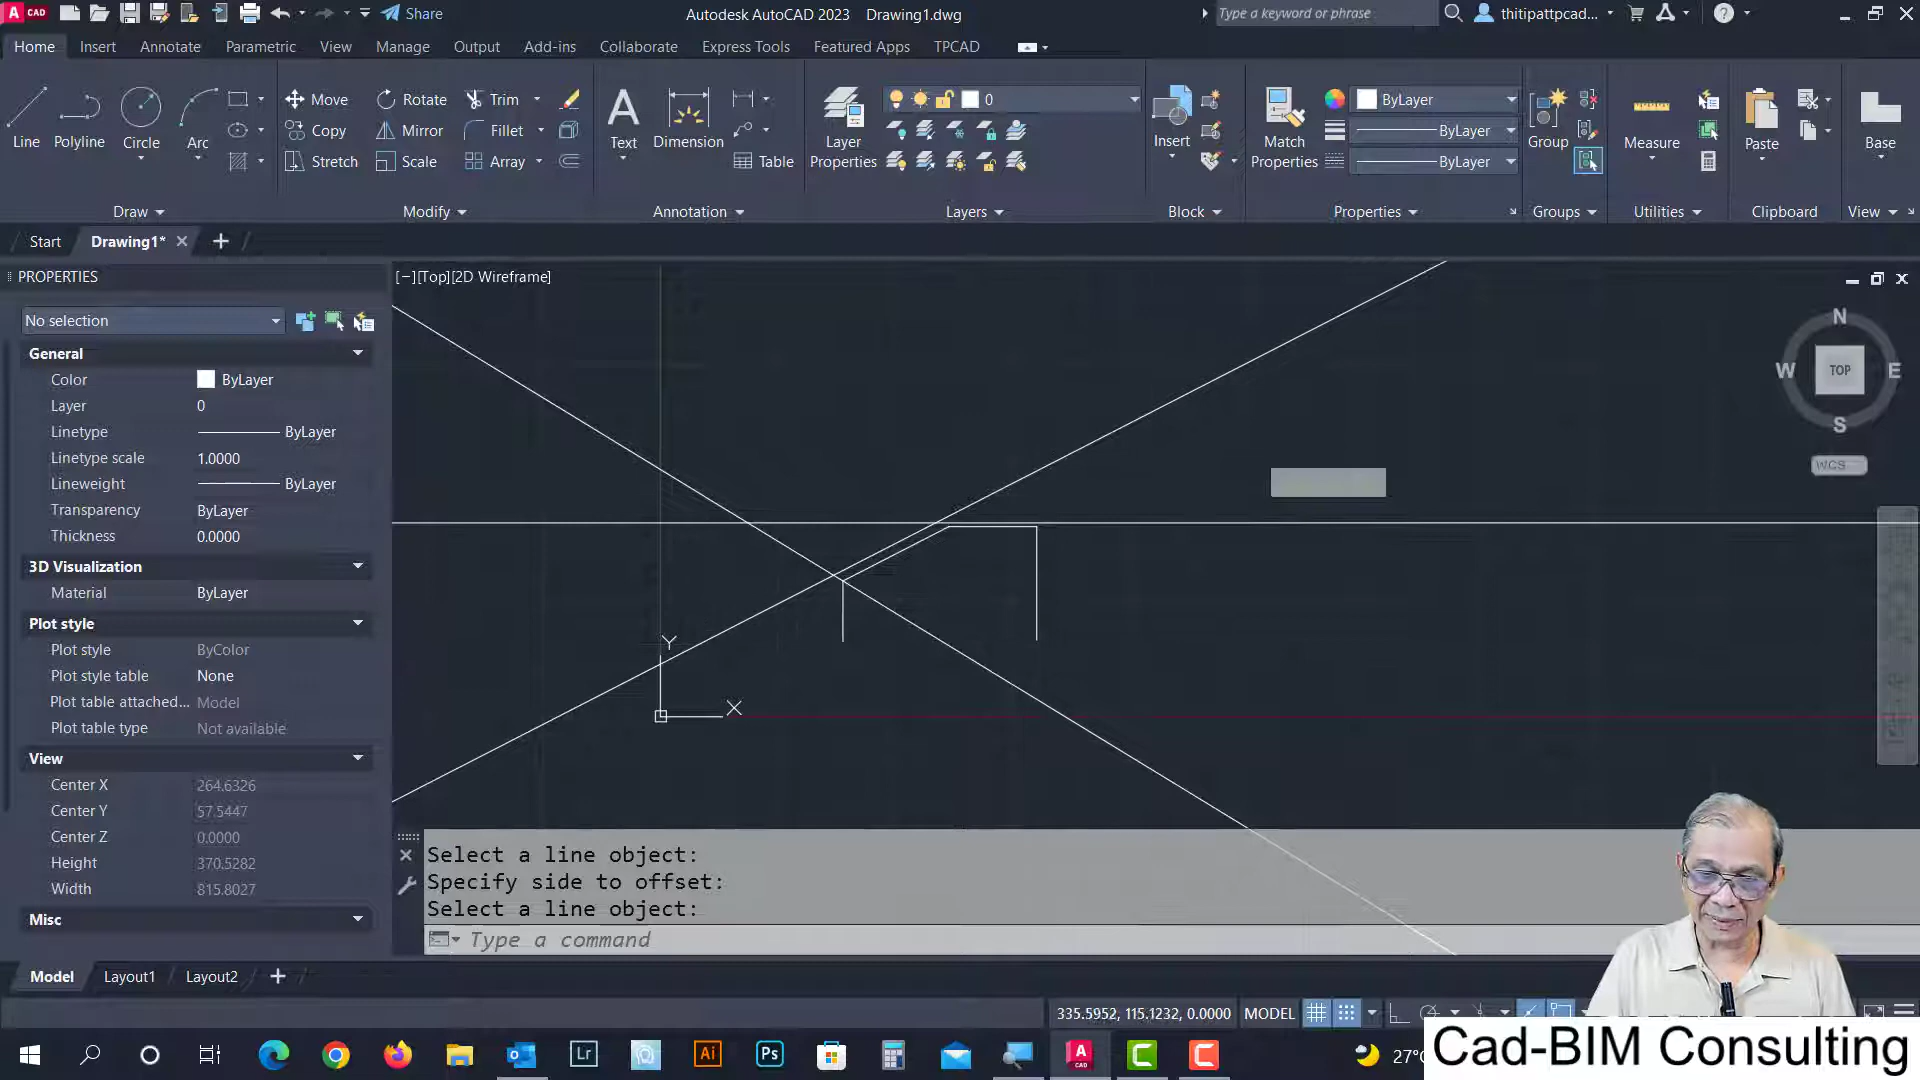 A CAD
Share
Autodesk AutoCAD 2023 Drawing1.dwg
Type a keyword or phrase
thitipattpcad...
Home Insert Annotate Parametric View Manage Output Add-ins Collaborate Express Tools Featured Apps TPCAD
Line Polyline Circle Arc
Move Rotate Trim
Copy Mirror Fillet
Stretch Scale Array
Text Dimension Table
Layer Properties
0
Insert
Match Properties
ByLayer
ByLayer
ByLayer
Group
Measure
Paste
Base
Draw Modify Annotation Layers Block Properties Groups Utilities Clipboard View
Start Drawing1*
PROPERTIES
[−][Top][2D Wireframe]
No selection
General
Color ByLayer
Layer 0
Linetype ByLayer
Linetype scale 1.0000
Lineweight ByLayer
Transparency ByLayer
Thickness 0.0000
3D Visualization
Material ByLayer
Plot style
Plot style ByColor
Plot style table None
Plot table attached... Model
Plot table type Not available
View
Center X 264.6326
Center Y 57.5447
Center Z 0.0000
Height 370.5282
Width 815.8027
Misc
N
W TOP E
S
WCS
Y
X
Select a line object:
Specify side to offset:
Select a line object:
Type a command
Model Layout1 Layout2
335.5952, 115.1232, 0.0000 MODEL
Lr Ai Ps A CAD C C
27°
Cad-BIM Consulting